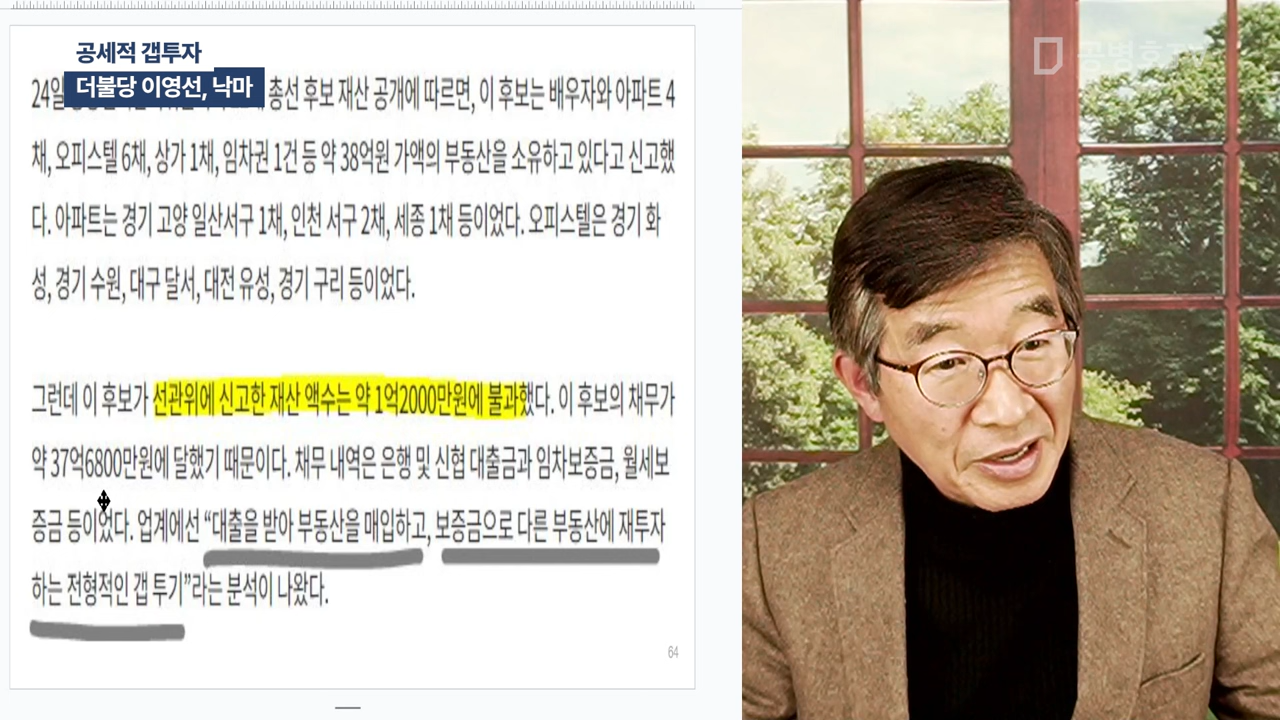 공세적 갭투자
더불당 이영선, 낙마
공병호
24일 총선 후보 재산 공개에 따르면, 이 후보는 배우자와 아파트 4
채, 오피스텔 6채, 상가 1채, 임차권 1건 등 약 38억원 가액의 부동산을 소유하고 있다고 신고했
다. 아파트는 경기 고양 일산서구 1채, 인천 서구 2채, 세종 1채 등이었다. 오피스텔은 경기 화
성, 경기 수원, 대구 달서, 대전 유성, 경기 구리 등이었다.
그런데 이 후보가 선관위에 신고한 재산 액수는 약 1억2000만원에 불과했다. 이 후보의 채무가
약 37억6800만원에 달했기 때문이다. 채무 내역은 은행 및 신협 대출금과 임차보증금, 월세보
증금 등이었다. 업계에선 “대출을 받아 부동산을 매입하고, 보증금으로 다른 부동산에 재투자
하는 전형적인 갭 투기”라는 분석이 나왔다.
64